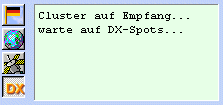 Cluster auf Empfang...
warte auf DX-Spots...
DX